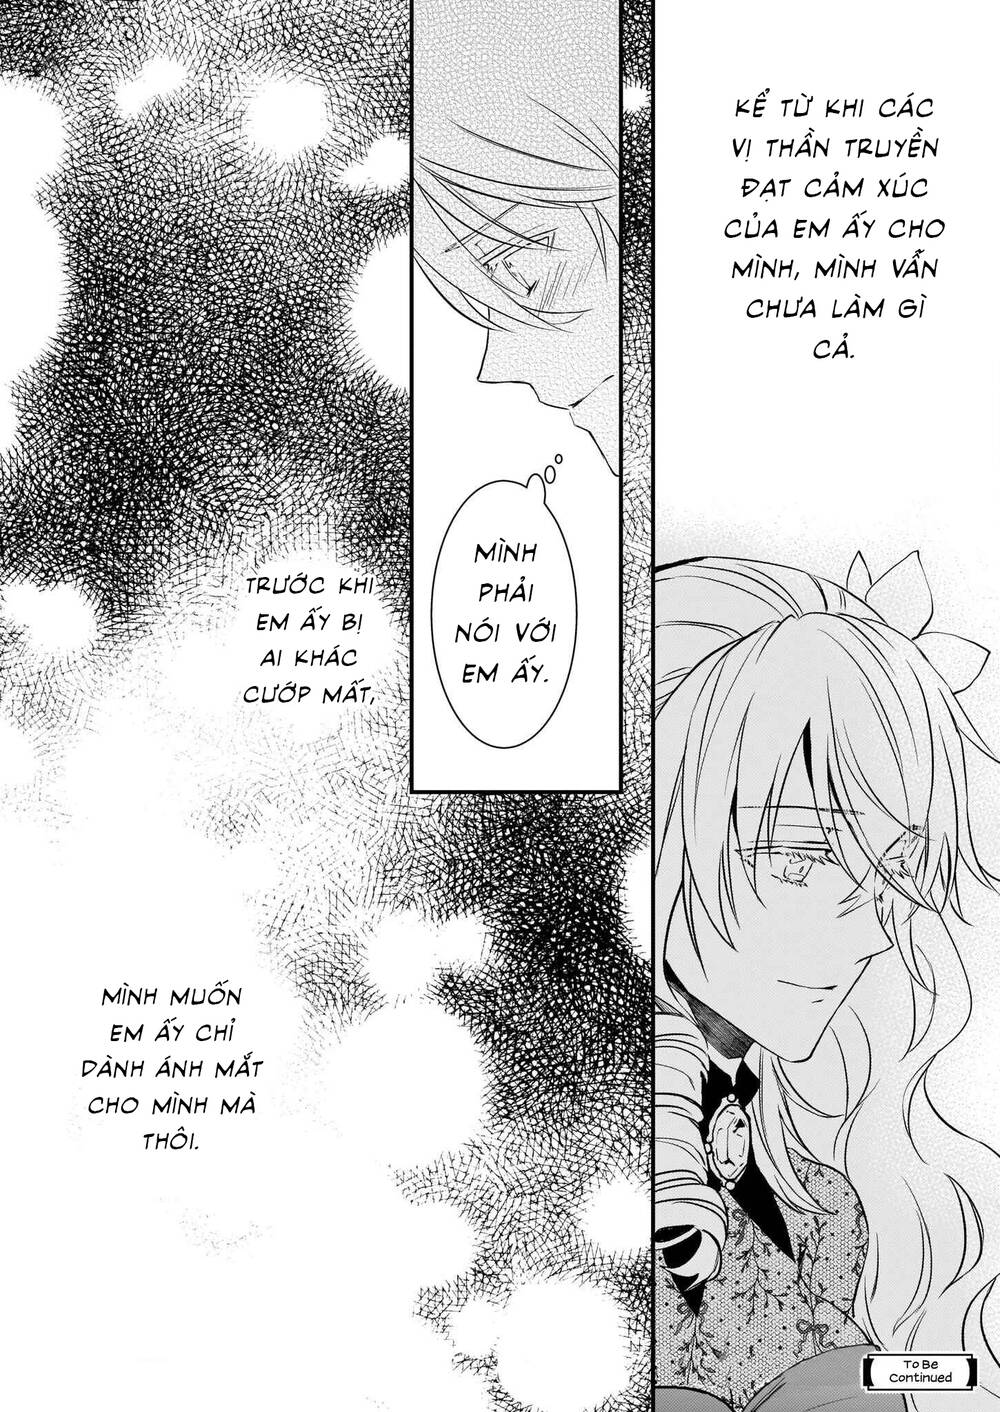 KỂ TỪ KHI CÁC
VỊ THẦN TRUYỀN
ĐẠT CẢM XÚC
CỦA EM ẤY CHO
MÌNH, MÌNH VẪN
CHƯA LÀM GÌ
CẢ.
MÌNH
PHẢI
NÓI VỚI
EM ẤY.
TRƯỚC KHI
EM ẤY BỊ
AI KHÁC
CƯỚP MẤT,
MÌNH MUỐN
EM ẤY CHỈ
DÀNH ÁNH MẮT
CHO MÌNH MÀ
THÔI.
To Be
Continued